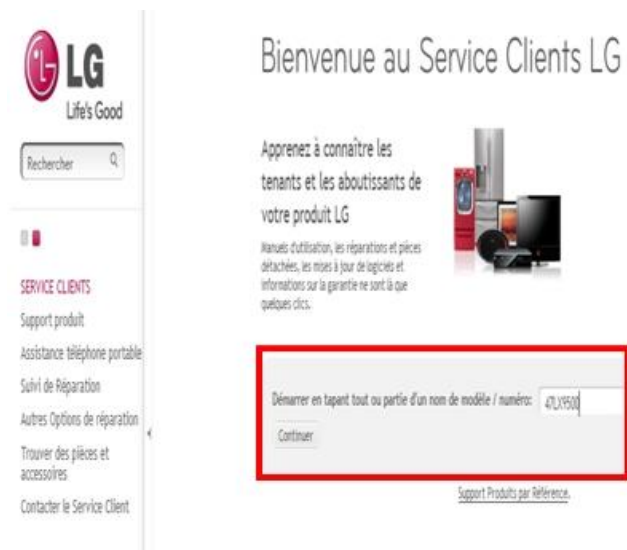 LG
Life's Good
Rechercher
SERVICE CLIENTS
Support produit
Assistance téléphone portable
Suivi de Réparation
Autres Options de réparation
Trouver des pièces et
accessoires
Contacter le Service Client
Bienvenue au Service Clients LG
Apprenez à connaître les
tenants et les aboutissants de
votre produit LG
Manuels d'utilisation, les réparations et pièces
détachées, les mises à jour de logiciels et
informations sur la garantie ne sont là que
quelques clics.
Démarrer en tapant tout ou partie d'un nom de modèle / numéro: 47LX9500
Continuer
Support Produits par Référence.